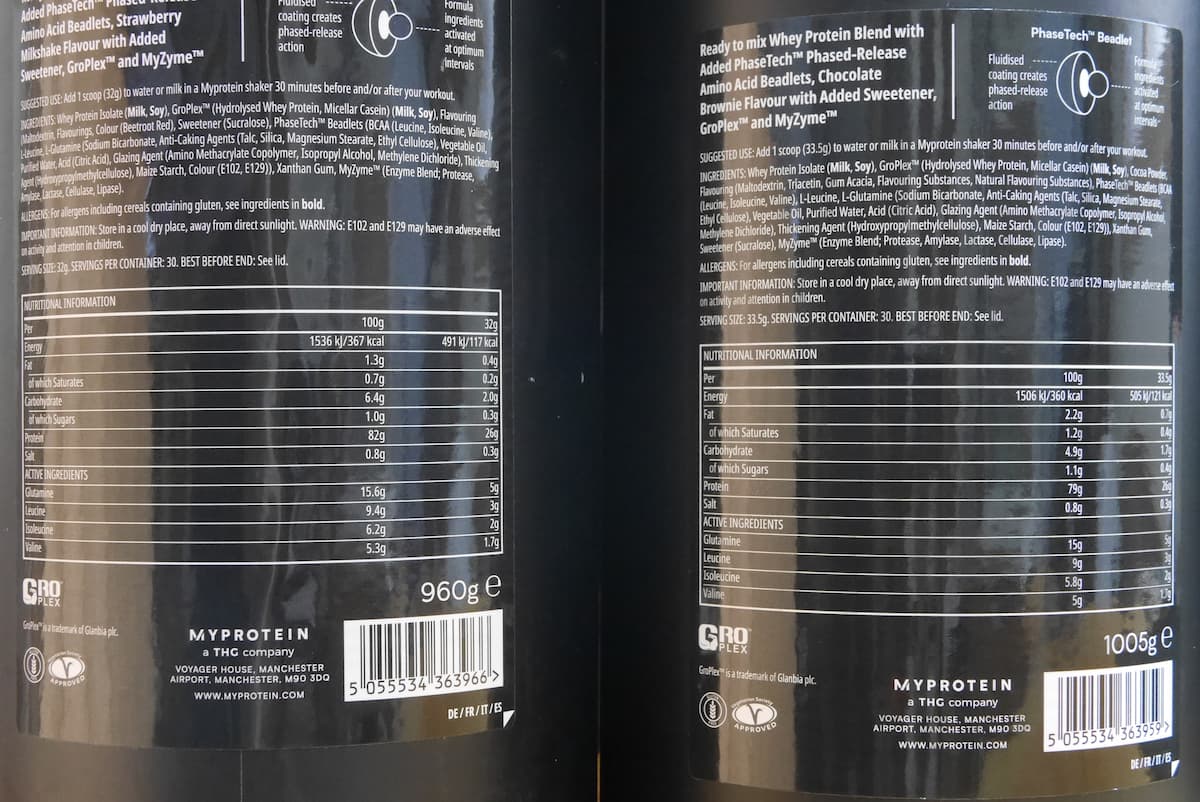 Added PhaseTech™ Phased-Release
Amino Acid Beadlets, Strawberry
Milkshake Flavour with Added
Sweetener, GroPlex™ and MyZyme™
Fluidised
coating creates
phased-release
action
Formula
ingredients
activated
at optimum
intervals
SUGGESTED USE: Add 1 scoop (32g) to water or milk in a Myprotein shaker 30 minutes before and/or after your workout.
INGREDIENTS: Whey Protein Isolate (Milk, Soy), GroPlex™ (Hydrolysed Whey Protein, Micellar Casein) (Milk, Soy), Flavouring
(Maltodextrin, Flavourings, Colour (Beetroot Red), Sweetener (Sucralose), PhaseTech™ Beadlets (BCAA (Leucine, Isoleucine, Valine),
L-Leucine, L-Glutamine (Sodium Bicarbonate, Anti-Caking Agents (Talc, Silica, Magnesium Stearate, Ethyl Cellulose), Vegetable Oil,
Purified Water, Acid (Citric Acid), Glazing Agent (Amino Methacrylate Copolymer, Isopropyl Alcohol, Methylene Dichloride), Thickening
Agent (Hydroxypropylmethylcellulose), Maize Starch, Colour (E102, E129)), Xanthan Gum, MyZyme™ (Enzyme Blend; Protease,
Amylase, Lactase, Cellulase, Lipase).
ALLERGENS: For allergens including cereals containing gluten, see ingredients in bold.
IMPORTANT INFORMATION: Store in a cool dry place, away from direct sunlight. WARNING: E102 and E129 may have an adverse effect
on activity and attention in children.
SERVING SIZE: 32g. SERVINGS PER CONTAINER: 30. BEST BEFORE END: See lid.
NUTRITIONAL INFORMATION
Per 100g 32g
Energy 1536 kJ/367 kcal 491 kJ/117 kcal
Fat 1.3g 0.4g
of which Saturates 0.7g 0.2g
Carbohydrate 6.4g 2.0g
of which Sugars 1.0g 0.3g
Protein 82g 26g
Salt 0.8g 0.3g
ACTIVE INGREDIENTS
Glutamine 15.6g 5g
Leucine 9.4g 3g
Isoleucine 6.2g 2g
Valine 5.3g 1.7g
GRO
PLEX
960g e
GroPlex™ is a trademark of Glanbia plc.
APPROVED
MYPROTEIN
a THG company
VOYAGER HOUSE, MANCHESTER
AIRPORT, MANCHESTER, M90 3DQ
WWW.MYPROTEIN.COM
5 055534 363966 >
DE / FR / IT / ES
Ready to mix Whey Protein Blend with
Added PhaseTech™ Phased-Release
Amino Acid Beadlets, Chocolate
Brownie Flavour with Added Sweetener,
GroPlex™ and MyZyme™
PhaseTech™ Beadlet
Fluidised
coating creates
phased-release
action
Formula
ingredients
activated
at optimum
intervals
SUGGESTED USE: Add 1 scoop (33.5g) to water or milk in a Myprotein shaker 30 minutes before and/or after your workout.
INGREDIENTS: Whey Protein Isolate (Milk, Soy), GroPlex™ (Hydrolysed Whey Protein, Micellar Casein) (Milk, Soy), Cocoa Powder,
Flavouring (Maltodextrin, Triacetin, Gum Acacia, Flavouring Substances, Natural Flavouring Substances), PhaseTech™ Beadlets (BCAA
(Leucine, Isoleucine, Valine), L-Leucine, L-Glutamine (Sodium Bicarbonate, Anti-Caking Agents (Talc, Silica, Magnesium Stearate,
Ethyl Cellulose), Vegetable Oil, Purified Water, Acid (Citric Acid), Glazing Agent (Amino Methacrylate Copolymer, Isopropyl Alcohol,
Methylene Dichloride), Thickening Agent (Hydroxypropylmethylcellulose), Maize Starch, Colour (E102, E129)), Xanthan Gum,
Sweetener (Sucralose), MyZyme™ (Enzyme Blend; Protease, Amylase, Lactase, Cellulase, Lipase).
ALLERGENS: For allergens including cereals containing gluten, see ingredients in bold.
IMPORTANT INFORMATION: Store in a cool dry place, away from direct sunlight. WARNING: E102 and E129 may have an adverse effect
on activity and attention in children.
SERVING SIZE: 33.5g. SERVINGS PER CONTAINER: 30. BEST BEFORE END: See lid.
NUTRITIONAL INFORMATION
Per 100g 33.5g
Energy 1506 kJ/360 kcal 505 kJ/121 kcal
Fat 2.2g 0.7g
of which Saturates 1.2g 0.4g
Carbohydrate 4.9g 1.7g
of which Sugars 1.1g 0.4g
Protein 79g 26g
Salt 0.8g 0.3g
ACTIVE INGREDIENTS
Glutamine 15g 5g
Leucine 9g 3g
Isoleucine 5.8g 2g
Valine 5g 1.7g
GRO
PLEX
1005g e
GroPlex™ is a trademark of Glanbia plc.
Vegetarian Society
APPROVED
MYPROTEIN
a THG company
VOYAGER HOUSE, MANCHESTER
AIRPORT, MANCHESTER, M90 3DQ
WWW.MYPROTEIN.COM
5 055534 363959 >
DE / FR / IT / ES